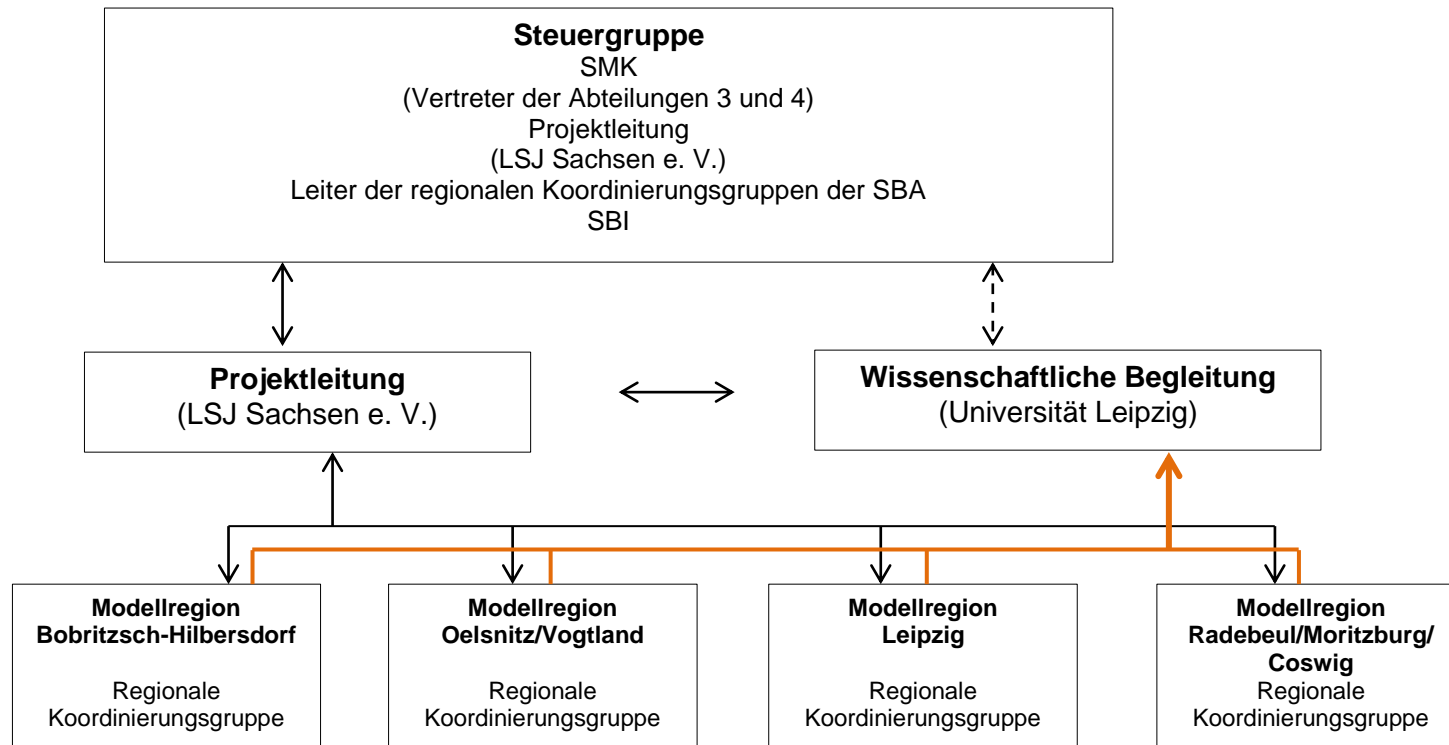 Steuergruppe
SMK
(Vertreter der Abteilungen 3 und 4)
Projektleitung
(LSJ Sachsen e. V.)
Leiter der regionalen Koordinierungsgruppen der SBA
SBI
Projektleitung
(LSJ Sachsen e. V.)
Wissenschaftliche Begleitung
(Universität Leipzig)
Modellregion
Bobritzsch-Hilbersdorf
Regionale
Koordinierungsgruppe
Modellregion
Oelsnitz/Vogtland
Regionale
Koordinierungsgruppe
Modellregion
Leipzig
Regionale
Koordinierungsgruppe
Modellregion
Radebeul/Moritzburg/
Coswig
Regionale
Koordinierungsgruppe